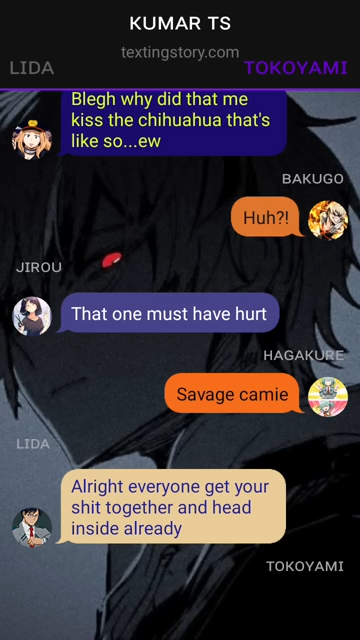 KUMAR TS
textingstory.com
LIDA
TOKOYAMI
Blegh why did that me
kiss the chihuahua that's
like so...ew
BAKUGO
Huh?!
JIROU
That one must have hurt
HAGAKURE
Savage camie
LIDA
Alright everyone get your
shit together and head
inside already
TOKOYAMI